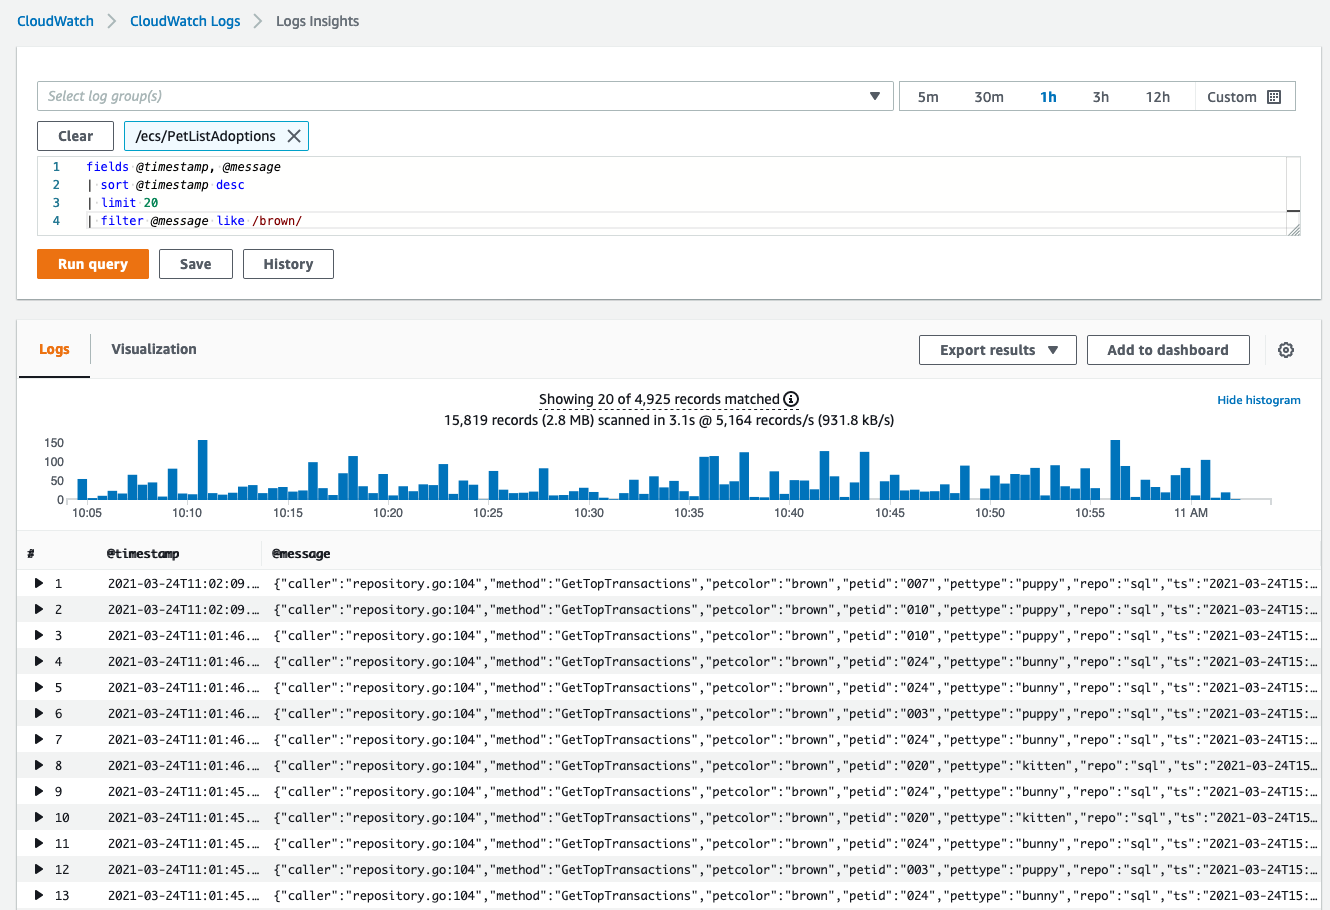 CloudWatch > CloudWatch Logs > Logs Insights
Select log group(s) 5m 30m 1h 3h 12h Custom
Clear /ecs/PetListAdoptions
1 fields @timestamp, @message
2 | sort @timestamp desc
3 | limit 20
4 | filter @message like /brown/
Run query Save History
Logs Visualization Export results Add to dashboard
Showing 20 of 4,925 records matched
Hide histogram
15,819 records (2.8 MB) scanned in 3.1s @ 5,164 records/s (931.8 kB/s)
150
100
50
0
10:05 10:10 10:15 10:20 10:25 10:30 10:35 10:40 10:45 10:50 10:55 11 AM
# @timestamp @message
1 2021-03-24T11:02:09.... {"caller":"repository.go:104","method":"GetTopTransactions","petcolor":"brown","petid":"007","pettype":"puppy","repo":"sql","ts":"2021-03-24T15:...
2 2021-03-24T11:02:09.... {"caller":"repository.go:104","method":"GetTopTransactions","petcolor":"brown","petid":"010","pettype":"puppy","repo":"sql","ts":"2021-03-24T15:...
3 2021-03-24T11:01:46.... {"caller":"repository.go:104","method":"GetTopTransactions","petcolor":"brown","petid":"010","pettype":"puppy","repo":"sql","ts":"2021-03-24T15:...
4 2021-03-24T11:01:46.... {"caller":"repository.go:104","method":"GetTopTransactions","petcolor":"brown","petid":"024","pettype":"bunny","repo":"sql","ts":"2021-03-24T15:...
5 2021-03-24T11:01:46.... {"caller":"repository.go:104","method":"GetTopTransactions","petcolor":"brown","petid":"024","pettype":"bunny","repo":"sql","ts":"2021-03-24T15:...
6 2021-03-24T11:01:46.... {"caller":"repository.go:104","method":"GetTopTransactions","petcolor":"brown","petid":"003","pettype":"puppy","repo":"sql","ts":"2021-03-24T15:...
7 2021-03-24T11:01:46.... {"caller":"repository.go:104","method":"GetTopTransactions","petcolor":"brown","petid":"024","pettype":"bunny","repo":"sql","ts":"2021-03-24T15:...
8 2021-03-24T11:01:46.... {"caller":"repository.go:104","method":"GetTopTransactions","petcolor":"brown","petid":"020","pettype":"kitten","repo":"sql","ts":"2021-03-24T15...
9 2021-03-24T11:01:45.... {"caller":"repository.go:104","method":"GetTopTransactions","petcolor":"brown","petid":"024","pettype":"bunny","repo":"sql","ts":"2021-03-24T15:...
10 2021-03-24T11:01:45.... {"caller":"repository.go:104","method":"GetTopTransactions","petcolor":"brown","petid":"020","pettype":"kitten","repo":"sql","ts":"2021-03-24T15...
11 2021-03-24T11:01:45.... {"caller":"repository.go:104","method":"GetTopTransactions","petcolor":"brown","petid":"024","pettype":"bunny","repo":"sql","ts":"2021-03-24T15:...
12 2021-03-24T11:01:45.... {"caller":"repository.go:104","method":"GetTopTransactions","petcolor":"brown","petid":"003","pettype":"puppy","repo":"sql","ts":"2021-03-24T15:...
13 2021-03-24T11:01:45.... {"caller":"repository.go:104","method":"GetTopTransactions","petcolor":"brown","petid":"024","pettype":"bunny","repo":"sql","ts":"2021-03-24T15:...